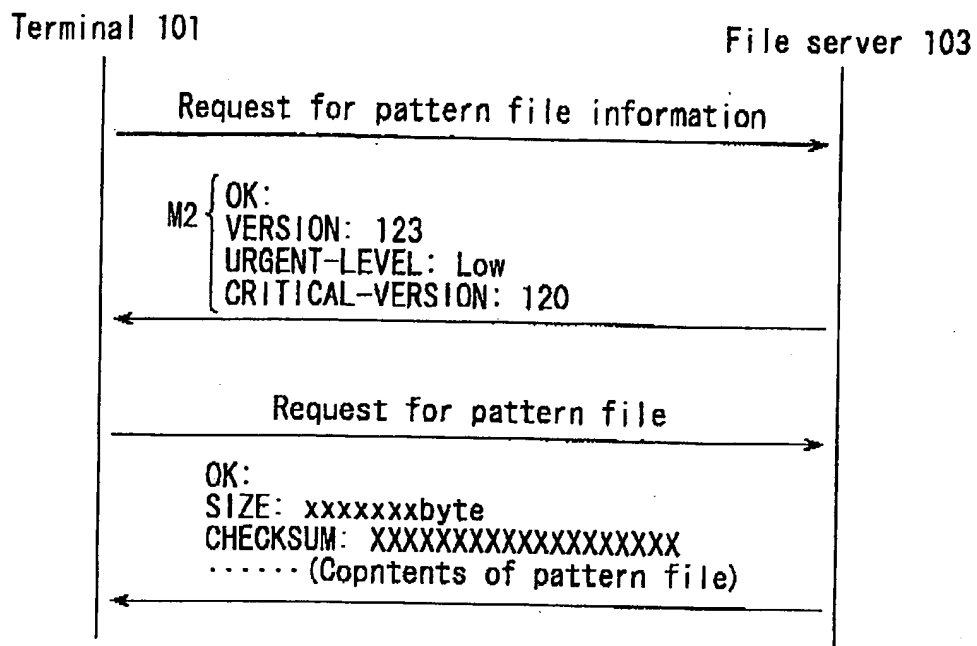 Terminal 101
File server 103
Request for pattern file information
M2
OK:
VERSION: 123
URGENT-LEVEL: Low
CRITICAL-VERSION: 120
Request for pattern file
OK:
SIZE: xxxxxxxbyte
CHECKSUM: XXXXXXXXXXXXXXXXXXX
······(Copntents of pattern file)